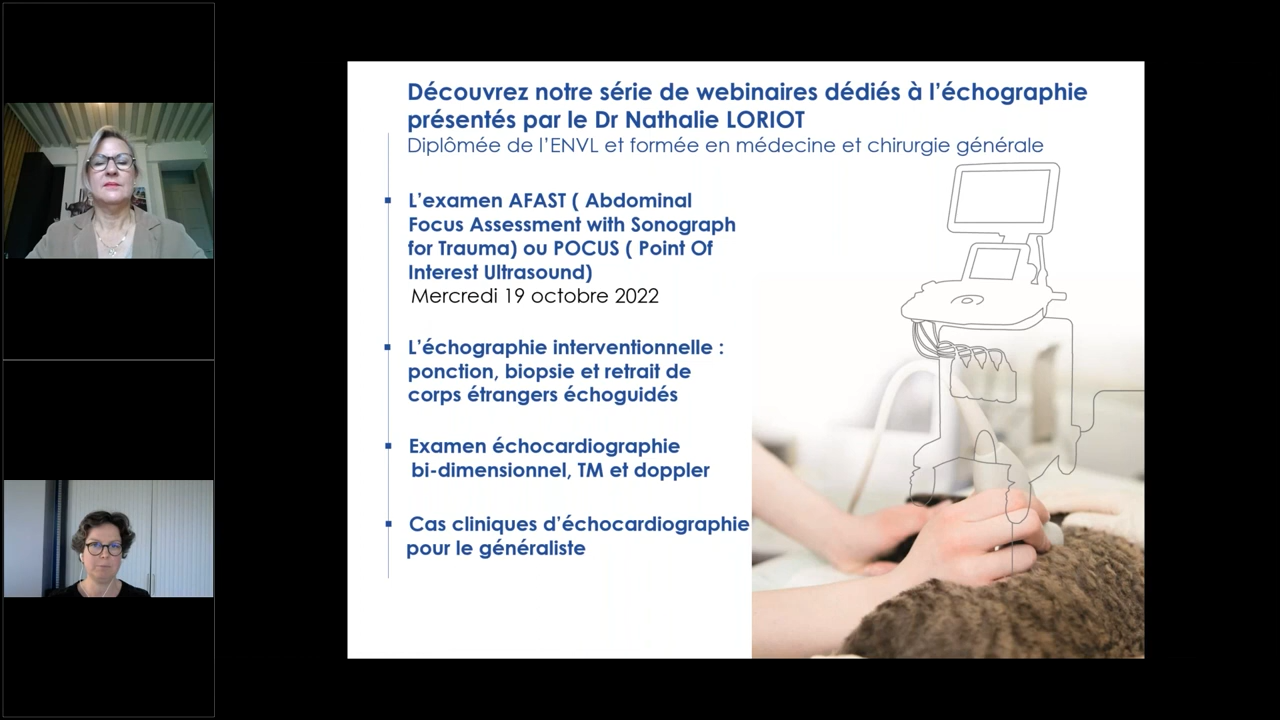 Découvrez notre série de webinaires dédiés à l'échographie
présentés par le Dr Nathalie LORIOT
Diplômée de l'ENVL et formée en médecine et chirurgie générale
L'examen AFAST ( Abdominal
Focus Assessment with Sonograph
for Trauma) ou POCUS ( Point Of
Interest Ultrasound)
Mercredi 19 octobre 2022
L'échographie interventionnelle :
ponction, biopsie et retrait de
corps étrangers échoguidés
Examen échocardiographie
bi-dimensionnel, TM et doppler
Cas cliniques d'échocardiographie
pour le généraliste